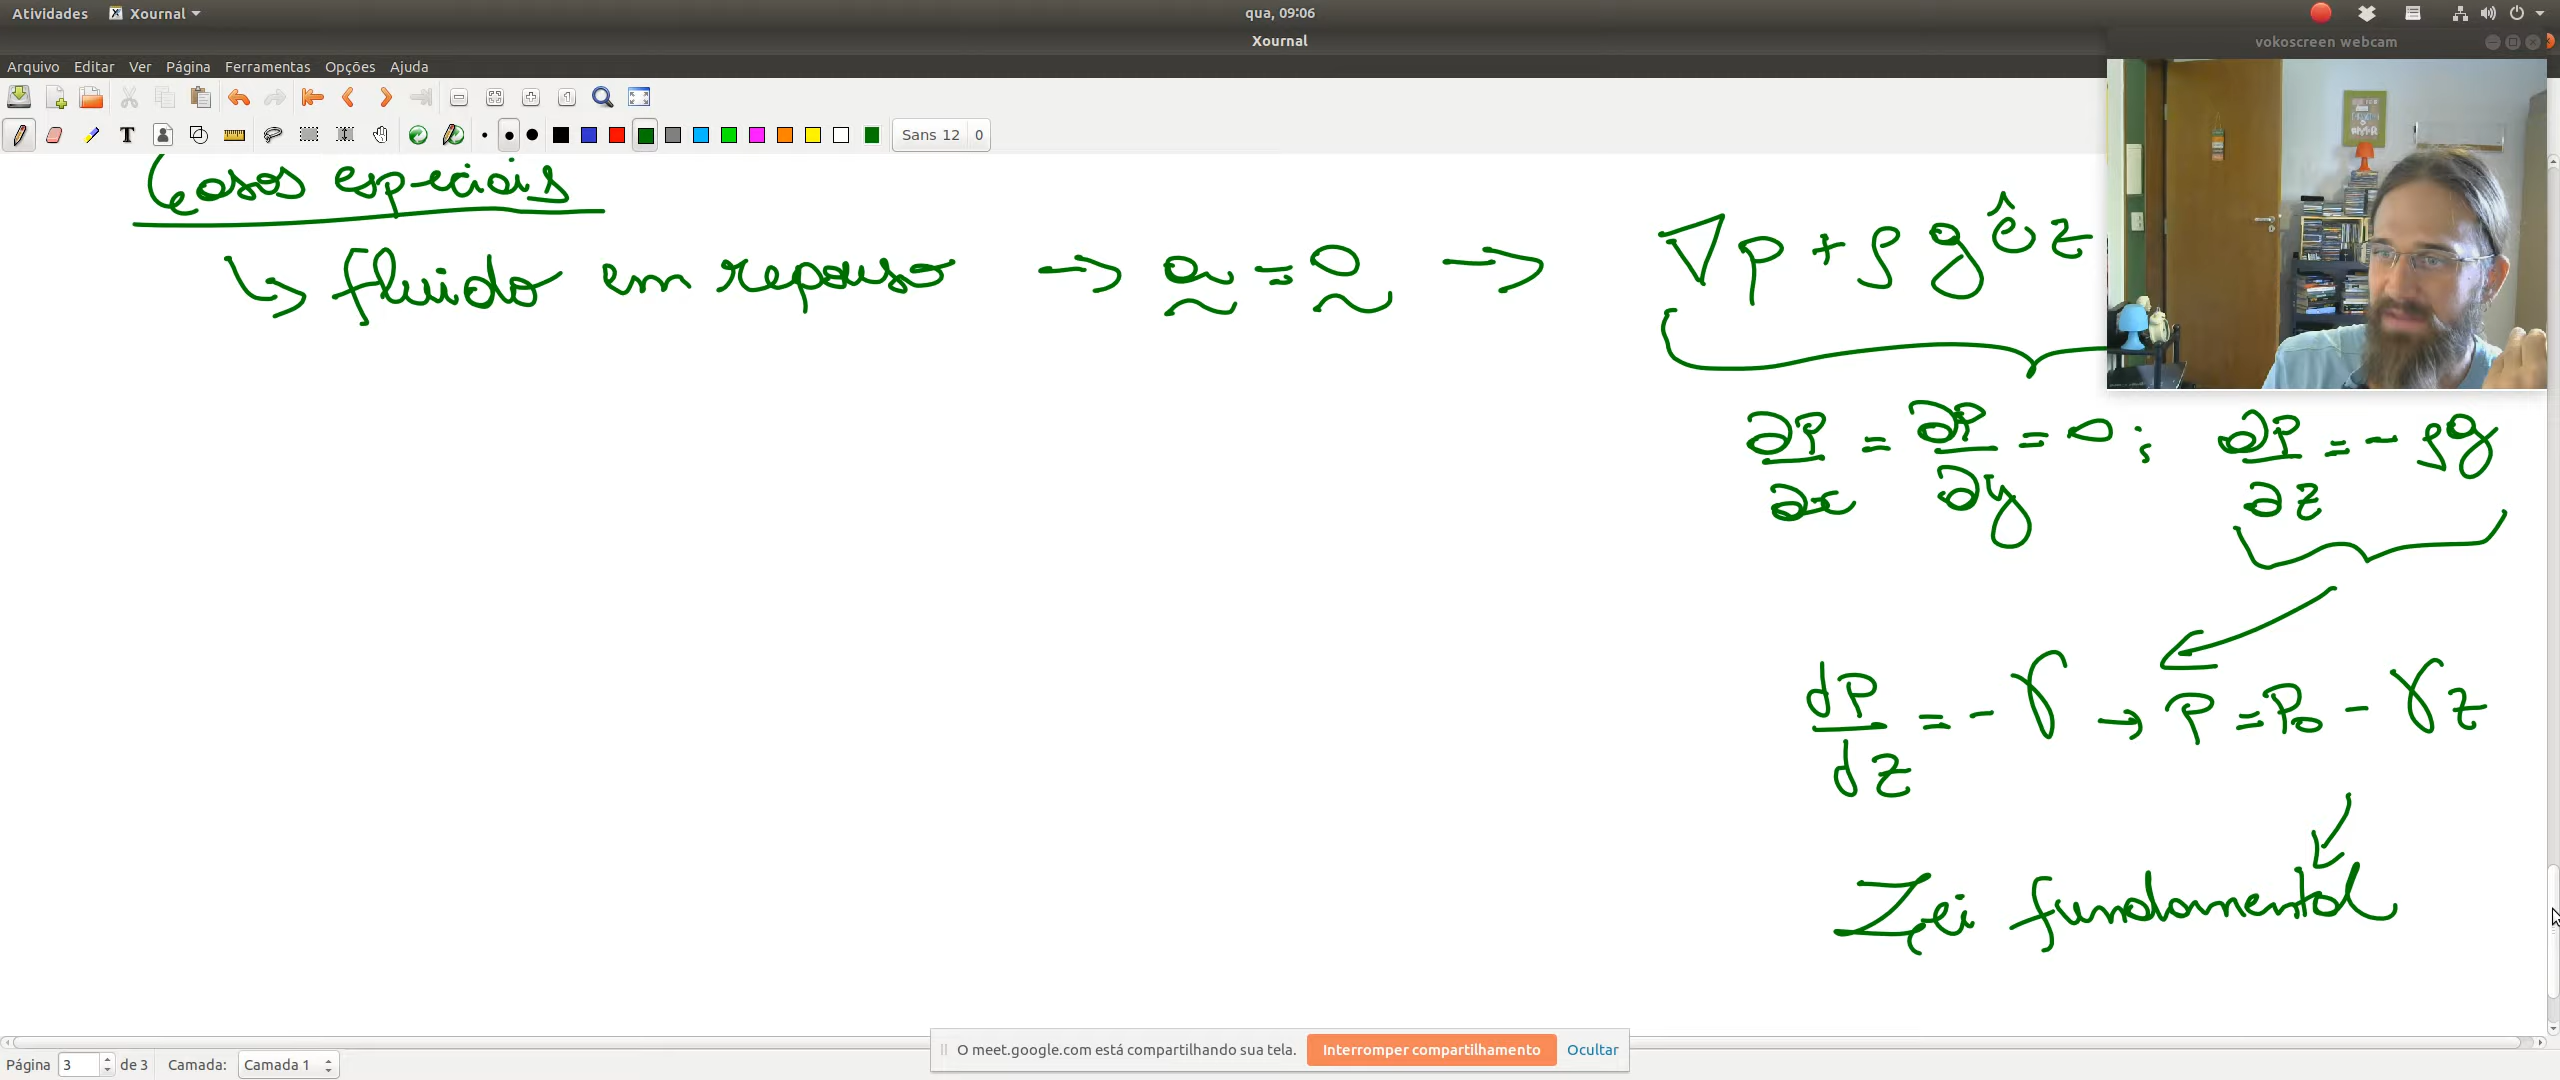 Atividades Xournal qua, 09:06
Xournal
vokoscreen webcam
Arquivo Editar Ver Página Ferramentas Opções Ajuda
Sans 12 0
Casos especiais
↳ fluido em repouso → a = 0 → ∇p + ρ g ê z
∂P/∂x = ∂P/∂y = 0 ; ∂P/∂z = - ρg
dP/dz = - γ → P = P₀ - γz
Lei fundamental
O meet.google.com está compartilhando sua tela. Interromper compartilhamento Ocultar
Página 3 de 3 Camada: Camada 1